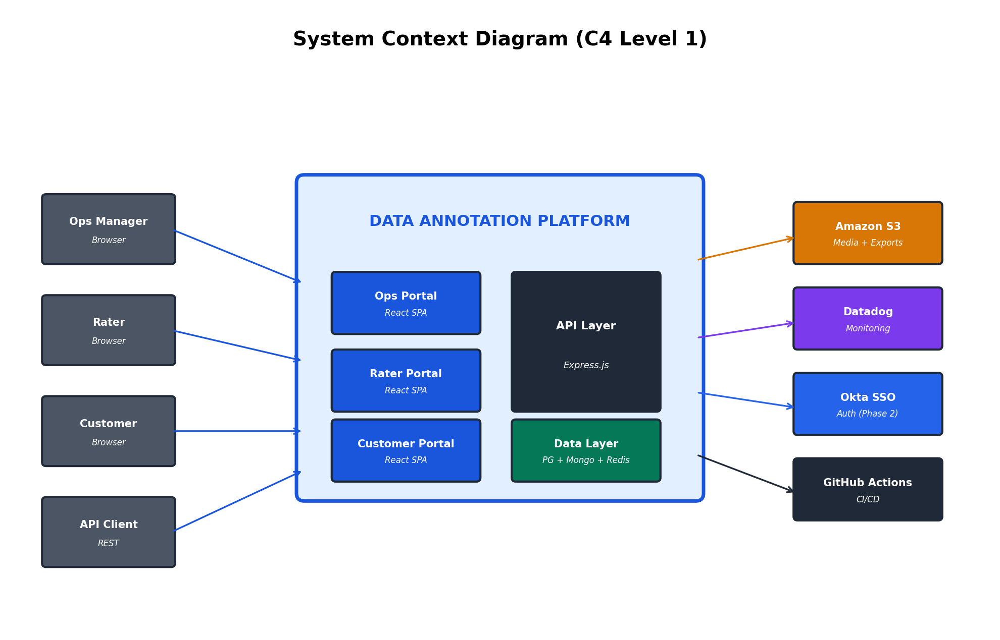 System Context Diagram (C4 Level 1)
Ops Manager
Browser
Rater
Browser
Customer
Browser
API Client
REST
DATA ANNOTATION PLATFORM
Ops Portal
React SPA
Rater Portal
React SPA
Customer Portal
React SPA
API Layer
Express.js
Data Layer
PG + Mongo + Redis
Amazon S3
Media + Exports
Datadog
Monitoring
Okta SSO
Auth (Phase 2)
GitHub Actions
CI/CD